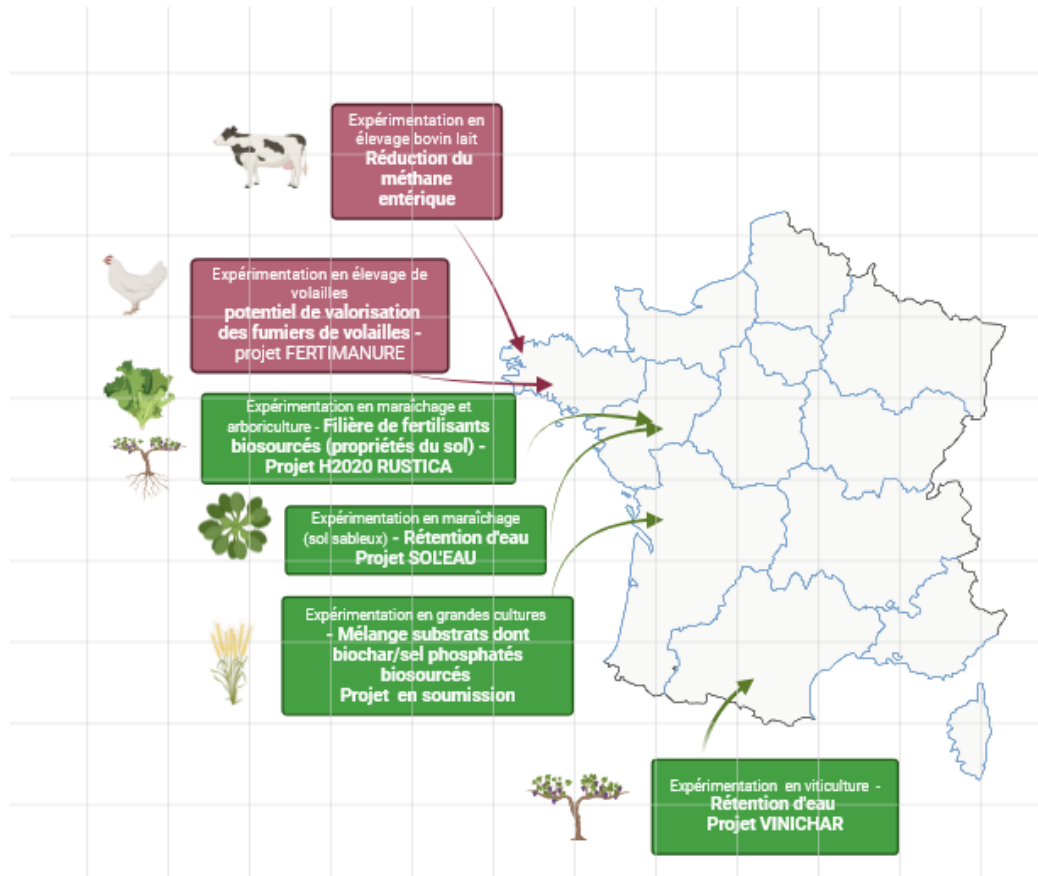 Expérimentation en
élevage bovin lait
Réduction du
méthane
entérique
Expérimentation en élevage de
volailles
potentiel de valorisation
des fumiers de volailles -
projet FERTIMANURE
Expérimentation en maraîchage et
arboriculture - Filière de fertilisants
biosourcés (propriétés du sol) -
Projet H2020 RUSTICA
Expérimentation en maraîchage
(sol sableux) - Rétention d'eau
Projet SOL'EAU
Expérimentation en grandes cultures
- Mélange substrats dont
biochar/sel phosphatés
biosourcés
Projet en soumission
Expérimentation en viticulture -
Rétention d'eau
Projet VINICHAR